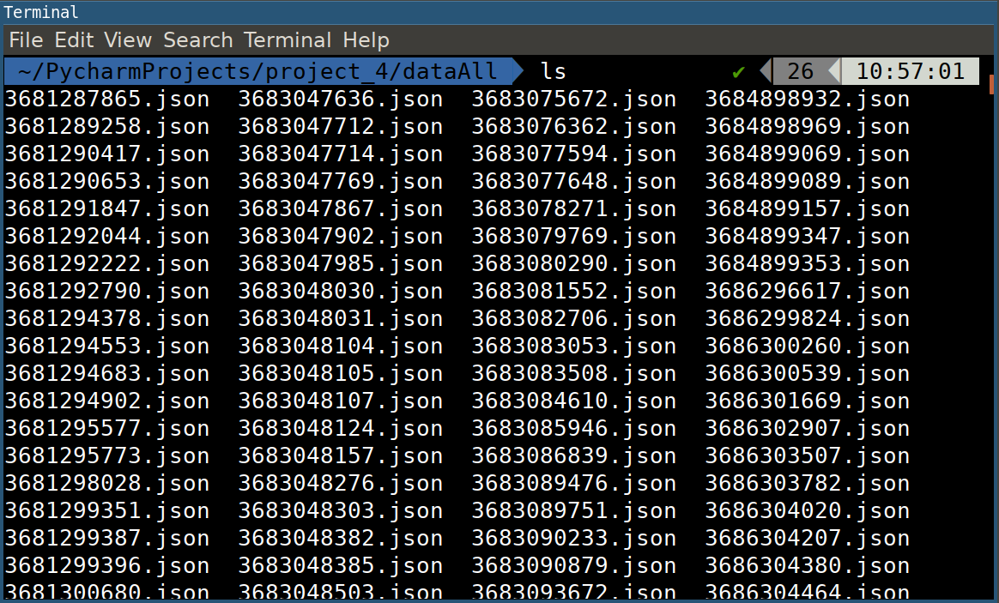 Terminal
File Edit View Search Terminal Help
~/PycharmProjects/project_4/dataAll ls ✔ 26 10:57:01
3681287865.json 3683047636.json 3683075672.json 3684898932.json
3681289258.json 3683047712.json 3683076362.json 3684898969.json
3681290417.json 3683047714.json 3683077594.json 3684899069.json
3681290653.json 3683047769.json 3683077648.json 3684899089.json
3681291847.json 3683047867.json 3683078271.json 3684899157.json
3681292044.json 3683047902.json 3683079769.json 3684899347.json
3681292222.json 3683047985.json 3683080290.json 3684899353.json
3681292790.json 3683048030.json 3683081552.json 3686296617.json
3681294378.json 3683048031.json 3683082706.json 3686299824.json
3681294553.json 3683048104.json 3683083053.json 3686300260.json
3681294683.json 3683048105.json 3683083508.json 3686300539.json
3681294902.json 3683048107.json 3683084610.json 3686301669.json
3681295577.json 3683048124.json 3683085946.json 3686302907.json
3681295773.json 3683048157.json 3683086839.json 3686303507.json
3681298028.json 3683048276.json 3683089476.json 3686303782.json
3681299351.json 3683048303.json 3683089751.json 3686304020.json
3681299387.json 3683048382.json 3683090233.json 3686304207.json
3681299396.json 3683048385.json 3683090879.json 3686304380.json
3681300680.json 3683048503.json 3683093672.json 3686304464.json